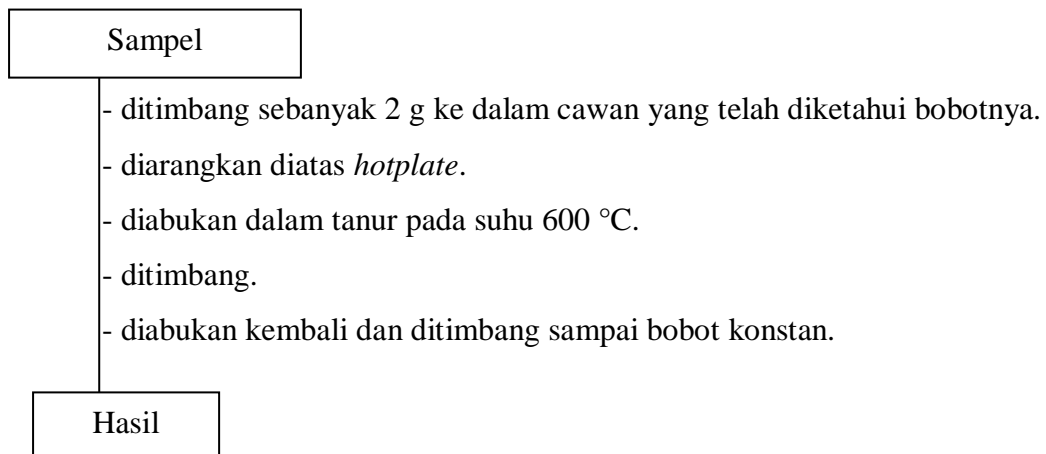 Sampel
- ditimbang sebanyak 2 g ke dalam cawan yang telah diketahui bobotnya.
- diarangkan diatas hotplate.
- diabukan dalam tanur pada suhu 600 °C.
- ditimbang.
- diabukan kembali dan ditimbang sampai bobot konstan.
Hasil